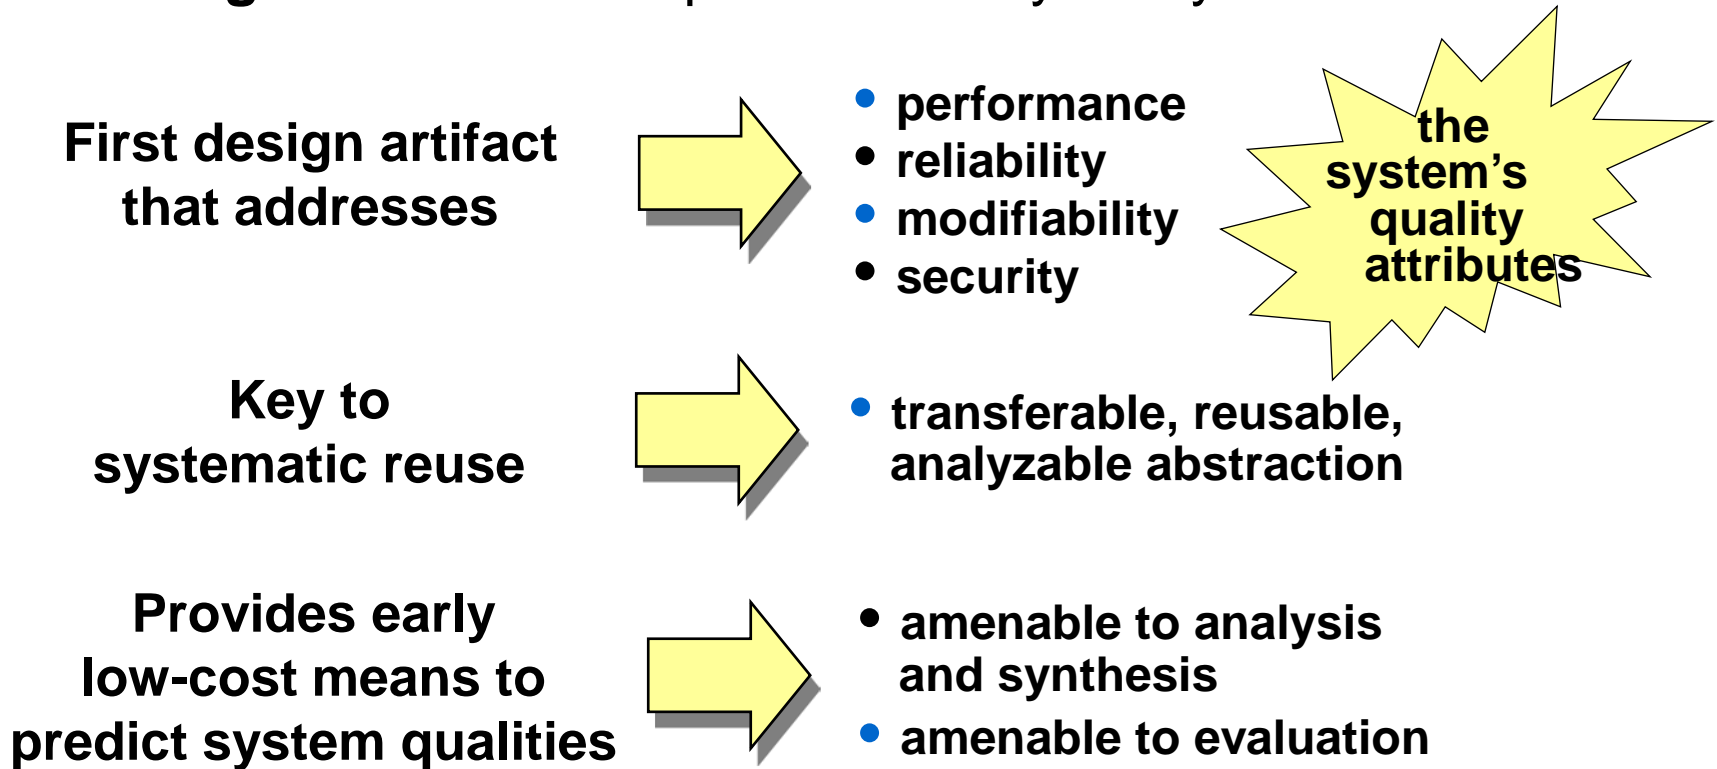 First design artifact
that addresses
• performance
• reliability
• modifiability
• security
the
system’s
quality
attributes
Key to
systematic reuse
• transferable, reusable,
analyzable abstraction
Provides early
low-cost means to
predict system qualities
• amenable to analysis
and synthesis
• amenable to evaluation